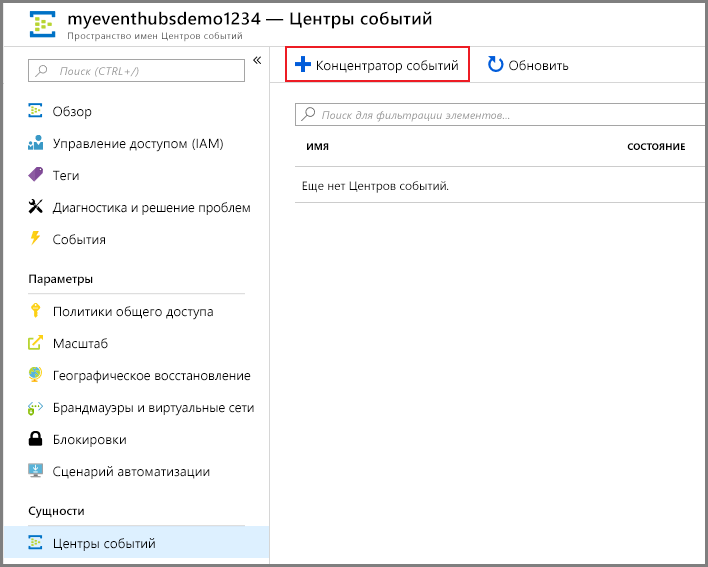 myeventhubsdemo1234 — Центры событий
Пространство имен Центров событий
Поиск (CTRL+/)
«
Обзор
Управление доступом (IAM)
Теги
Диагностика и решение проблем
События
Параметры
Политики общего доступа
Масштаб
Географическое восстановление
Брандмауэры и виртуальные сети
Блокировки
Сценарий автоматизации
Сущности
Центры событий
Концентратор событий
Обновить
Поиск для фильтрации элементов...
ИМЯ
СОСТОЯНИЕ
Еще нет Центров событий.